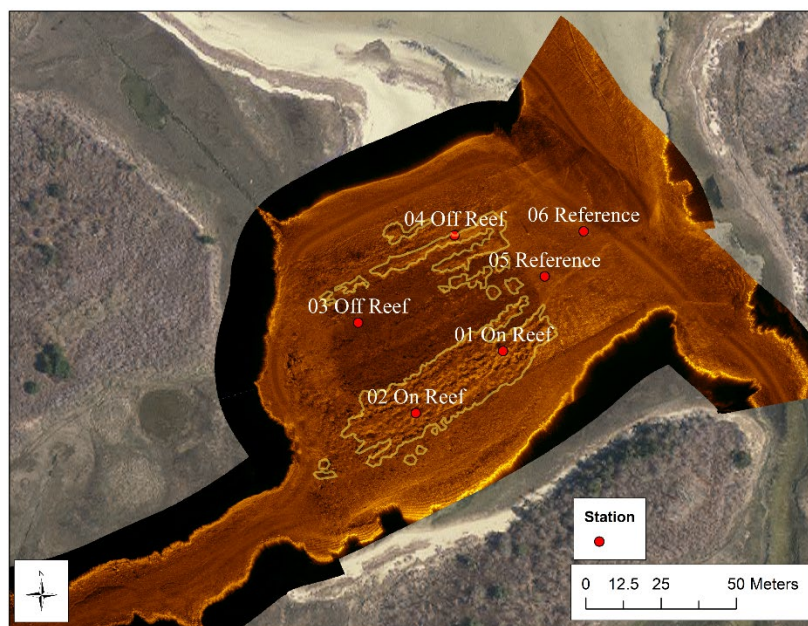 04 Off Reef
06 Reference
05 Reference
03 Off Reef
01 On Reef
02 On Reef
Station
0 12.5 25 50 Meters